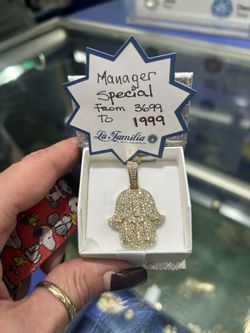 Manager
Special
From 3699
To 1999
La Familia